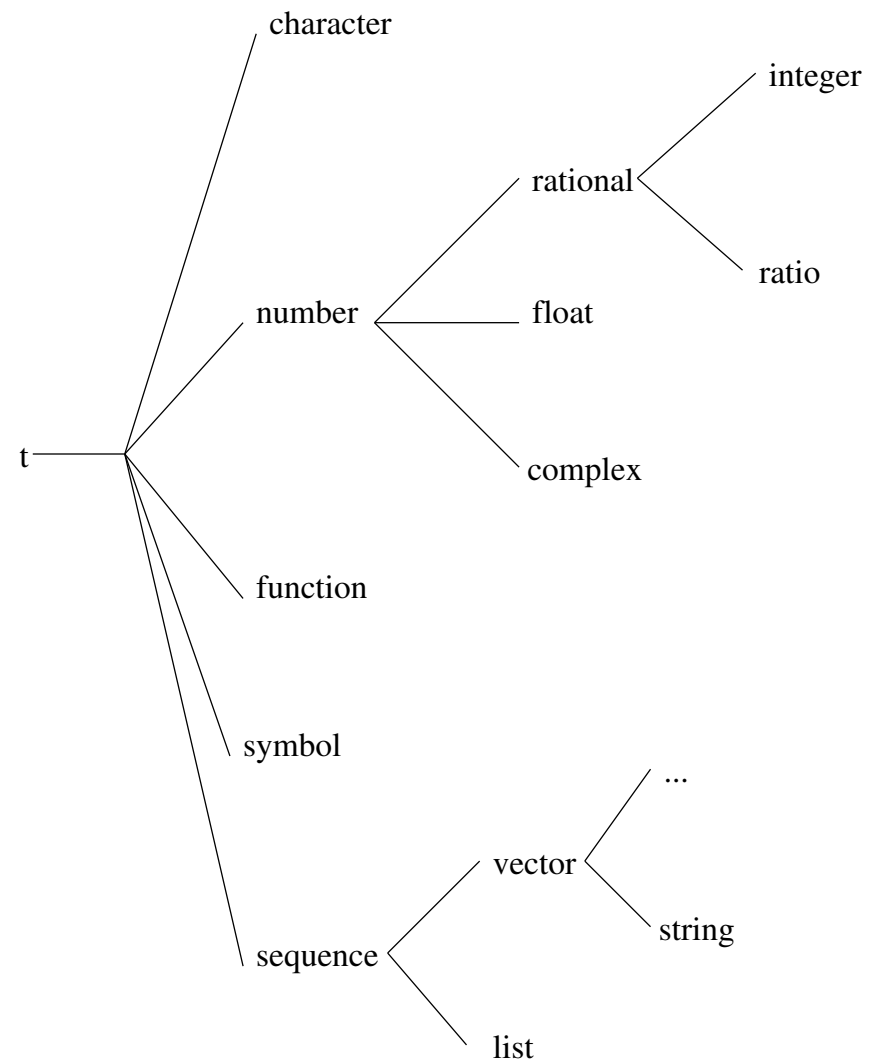 character
integer
rational
ratio
number
float
t
complex
function
symbol
...
vector
string
sequence
list